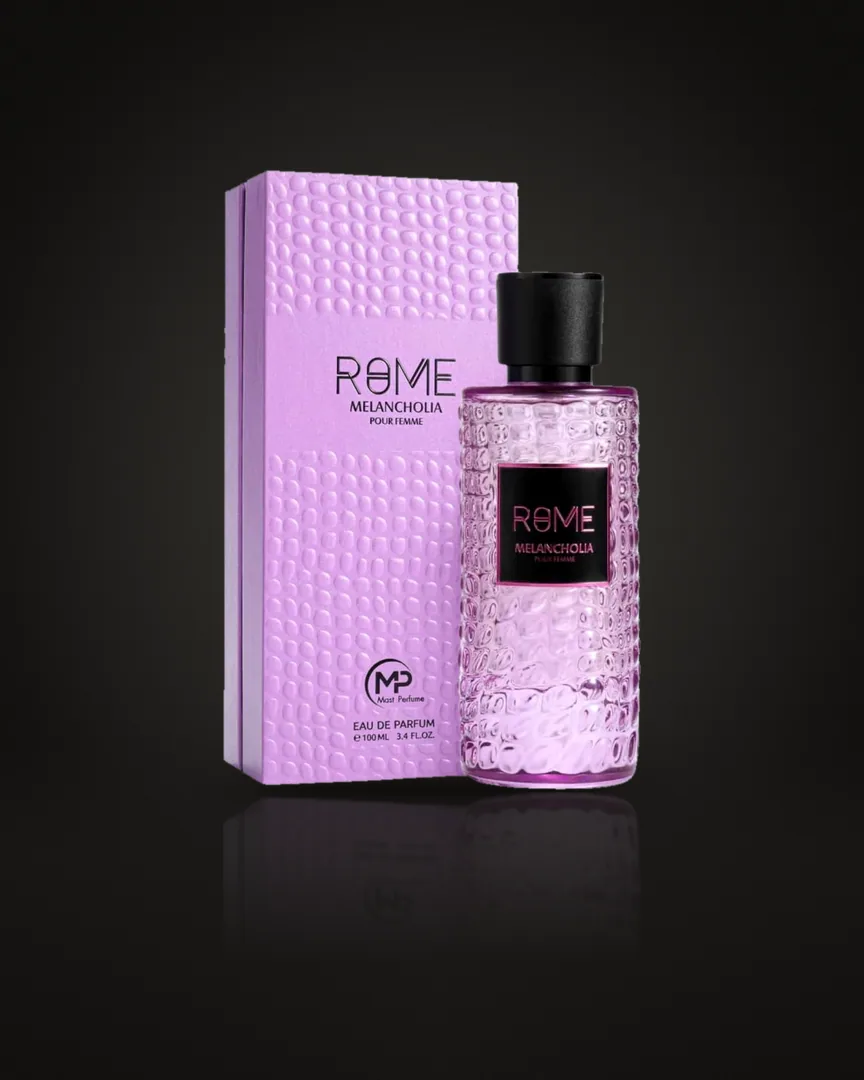 ROME
MELANCHOLIA
POUR FEMME
MP
Mast Perfume
EAU DE PARFUM
e 100 ML 3.4 FL.OZ.
ROME
MELANCHOLIA
POUR FEMME